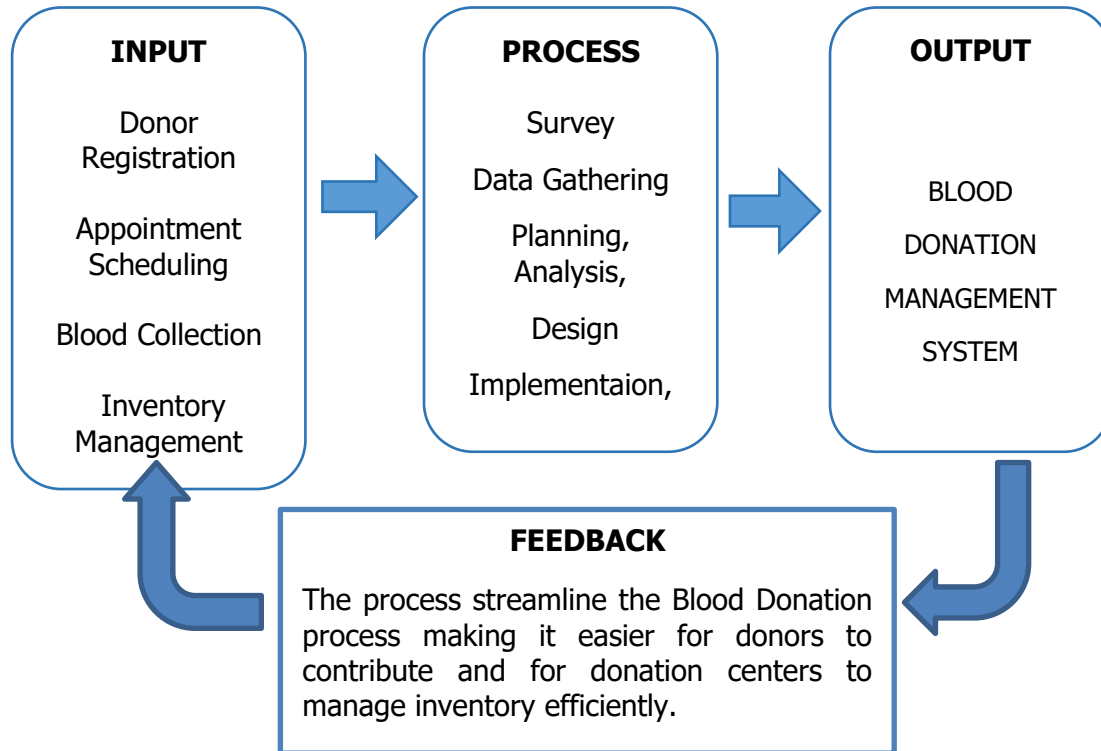 INPUT
Donor
Registration
Appointment
Scheduling
Blood Collection
Inventory
Management
PROCESS
Survey
Data Gathering
Planning,
Analysis,
Design
Implementaion,
OUTPUT
BLOOD
DONATION
MANAGEMENT
SYSTEM
FEEDBACK
The process streamline the Blood Donation
process making it easier for donors to
contribute and for donation centers to
manage inventory efficiently.